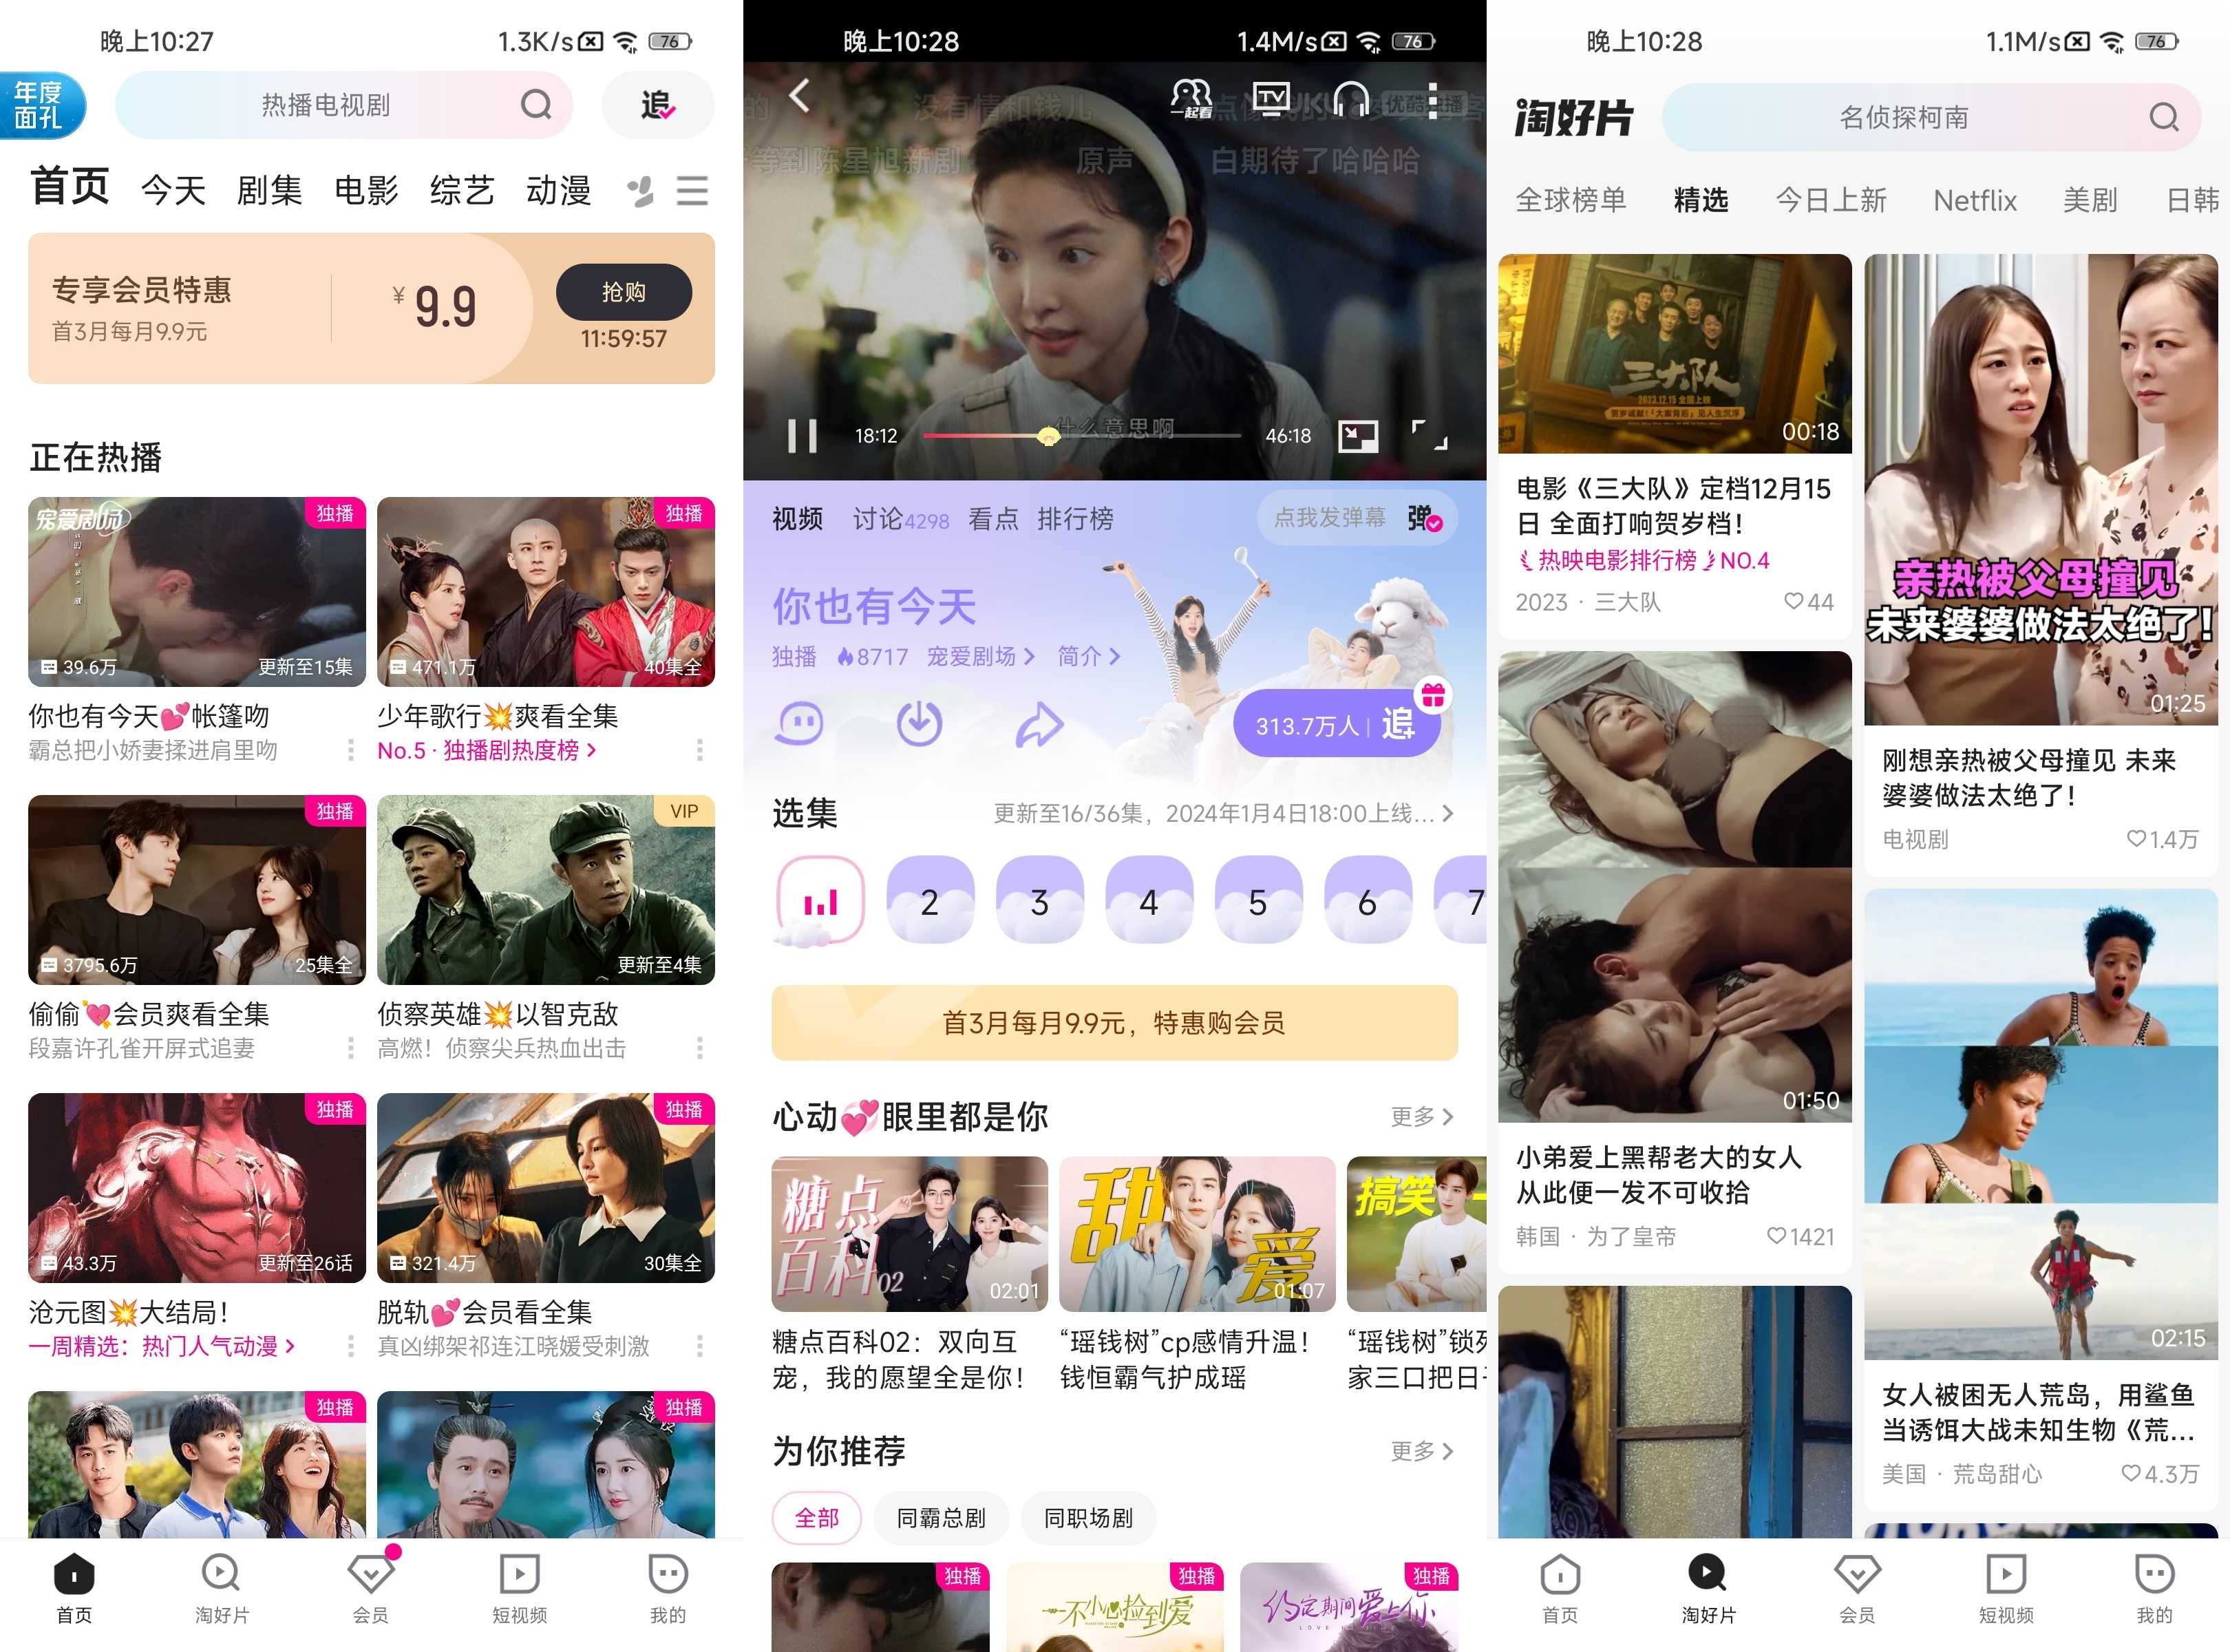 晚上10:27
1.3K/s
76
年度
面孔
热播电视剧
追
首页
今天
剧集
电影
综艺
动漫
专享会员特惠
首3月每月9.9元
¥9.9
抢购
11:59:57
正在热播
宠爱剧场
独播
39.6万
更新至15集
你也有今天💕帐篷吻
霸总把小娇妻揉进肩里吻
独播
471.1万
40集全
少年歌行💥爽看全集
No.5 · 独播剧热度榜
独播
3795.6万
25集全
偷偷💘会员爽看全集
段嘉许孔雀开屏式追妻
VIP
更新至4集
侦察英雄💥以智克敌
高燃！侦察尖兵热血出击
独播
43.3万
更新至26话
沧元图💥大结局！
一周精选：热门人气动漫
独播
321.4万
30集全
脱轨💕会员看全集
真凶绑架祁连江晓媛受刺激
独播
独播
首页
淘好片
会员
短视频
我的
晚上10:28
1.4M/s
76
没有情和钱儿
一起看
TV
优酷独播
等到陈星旭新剧
原声
白期待了哈哈哈
什么意思啊
18:12
46:18
视频
讨论4298
看点
排行榜
点我发弹幕
弹
你也有今天
独播
8717
宠爱剧场
简介
313.7万人
追
选集
更新至16/36集，2024年1月4日18:00上线...
2
3
4
5
6
7
首3月每月9.9元，特惠购会员
心动💞眼里都是你
更多
糖点
百科02
02:01
糖点百科02：双向互
宠，我的愿望全是你！
甜
爱
01:07
“瑶钱树”cp感情升温！
钱恒霸气护成瑶
搞笑
“瑶钱树”锁死
家三口把日子
为你推荐
更多
全部
同霸总剧
同职场剧
独播
独播
一不小心捡到爱
独播
约定期间爱上你
晚上10:28
1.1M/s
76
淘好片
名侦探柯南
全球榜单
精选
今日上新
Netflix
美剧
日韩
三大队
2023.12.15 全国上映
00:18
电影《三大队》定档12月15
日 全面打响贺岁档！
热映电影排行榜 NO.4
2023 · 三大队
44
亲热被父母撞见
未来婆婆做法太绝了！
01:25
刚想亲热被父母撞见 未来
婆婆做法太绝了！
电视剧
1.4万
01:50
小弟爱上黑帮老大的女人
从此便一发不可收拾
韩国 · 为了皇帝
1421
02:15
女人被困无人荒岛，用鲨鱼
当诱饵大战未知生物《荒...
美国 · 荒岛甜心
4.3万
首页
淘好片
会员
短视频
我的